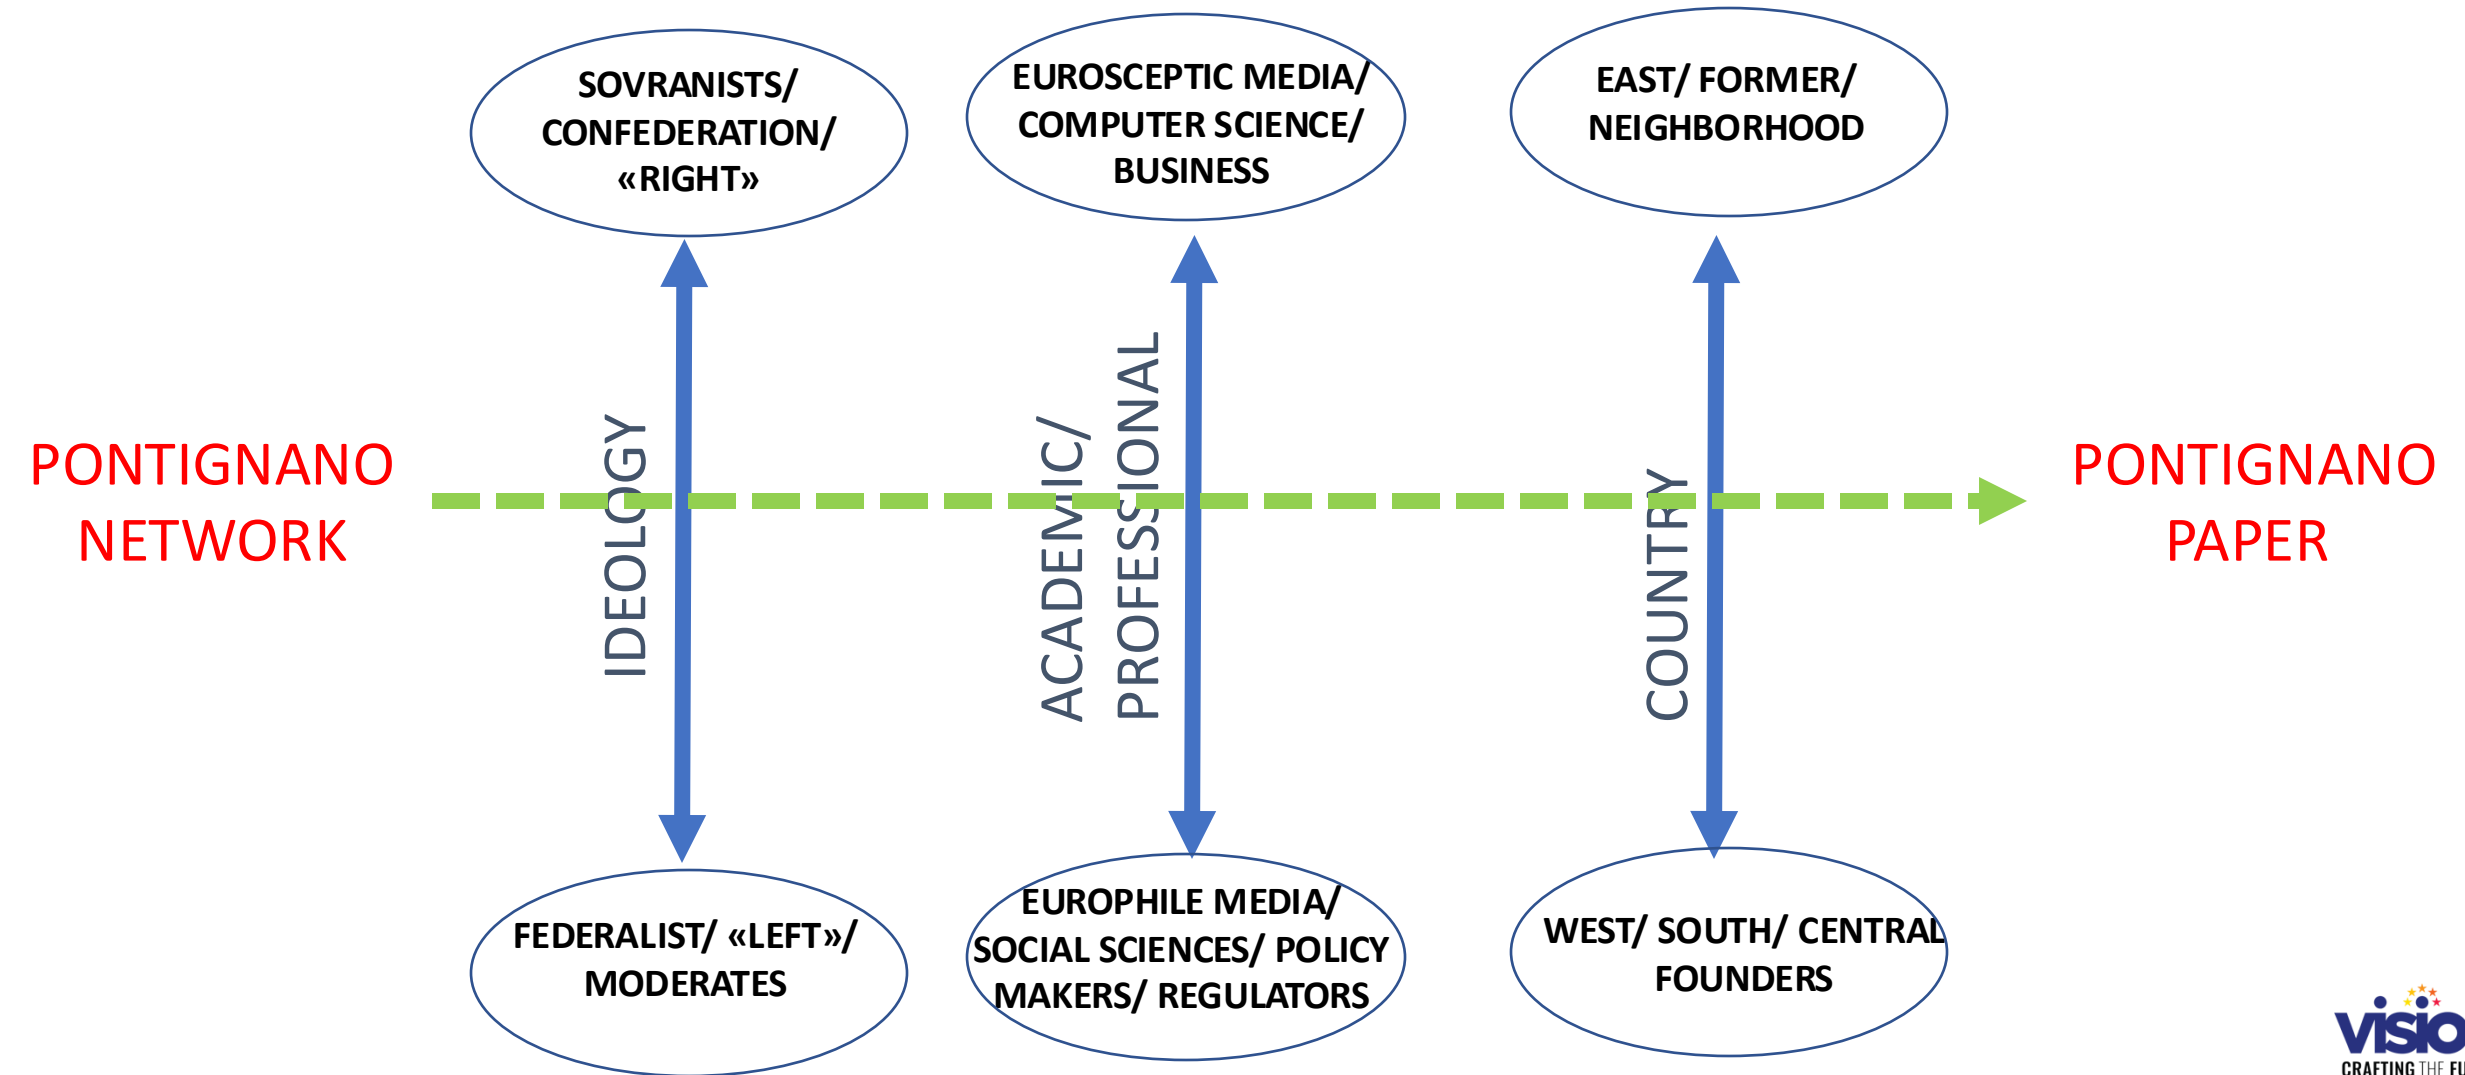 PONTIGNANO
NETWORK
SOVRANISTS/
CONFEDERATION/
«RIGHT»
IDEOLOGY
FEDERALIST/ «LEFT»/
MODERATES
EUROSCEPTIC MEDIA/
COMPUTER SCIENCE/
BUSINESS
ACADEMIC/
PROFESSIONAL
EUROPHILE MEDIA/
SOCIAL SCIENCES/ POLICY
MAKERS/ REGULATORS
EAST/ FORMER/
NEIGHBORHOOD
COUNTRY
WEST/ SOUTH/ CENTRAL
FOUNDERS
PONTIGNANO
PAPER
visio
CRAFTING THE FU